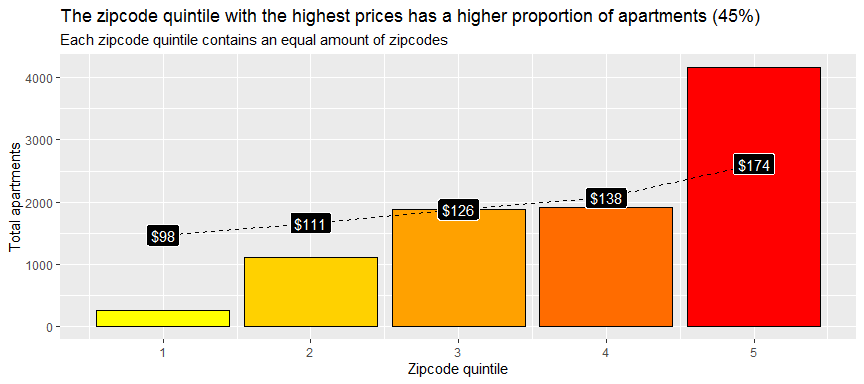 The zipcode quintile with the highest prices has a higher proportion of apartments (45%)
Each zipcode quintile contains an equal amount of zipcodes
Total apartments
4000
3000
2000
1000
0
$98
$111
$126
$138
$174
1 2 3 4 5
Zipcode quintile